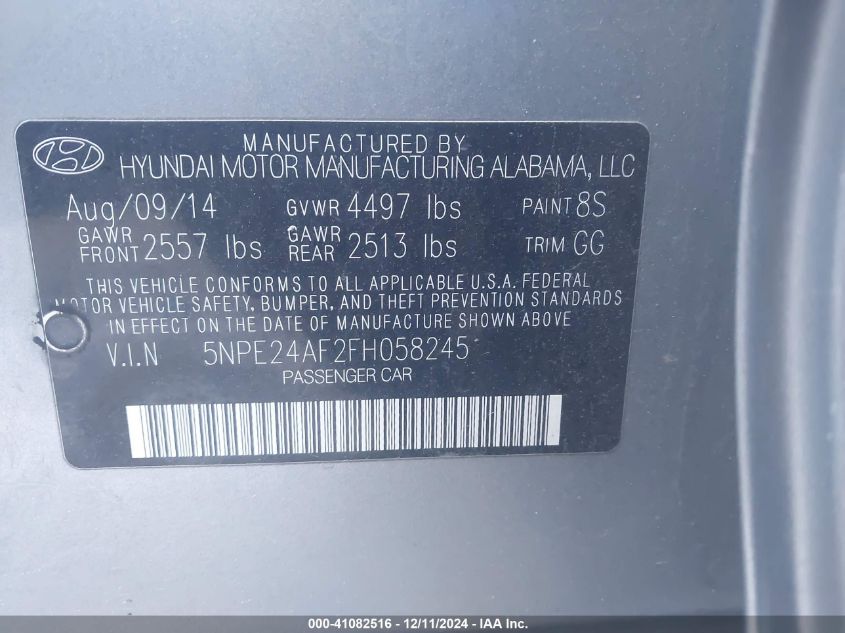 MANUFACTURED BY
HYUNDAI MOTOR MANUFACTURING ALABAMA, LLC
Aug/09/14 GVWR 4497 lbs PAINT 8S
GAWR FRONT 2557 lbs GAWR REAR 2513 lbs TRIM GG
THIS VEHICLE CONFORMS TO ALL APPLICABLE U.S.A. FEDERAL
MOTOR VEHICLE SAFETY, BUMPER, AND THEFT PREVENTION STANDARDS
IN EFFECT ON THE DATE OF MANUFACTURE SHOWN ABOVE
V.I.N 5NPE24AF2FH058245
PASSENGER CAR
000-41082516 - 12/11/2024 - IAA Inc.